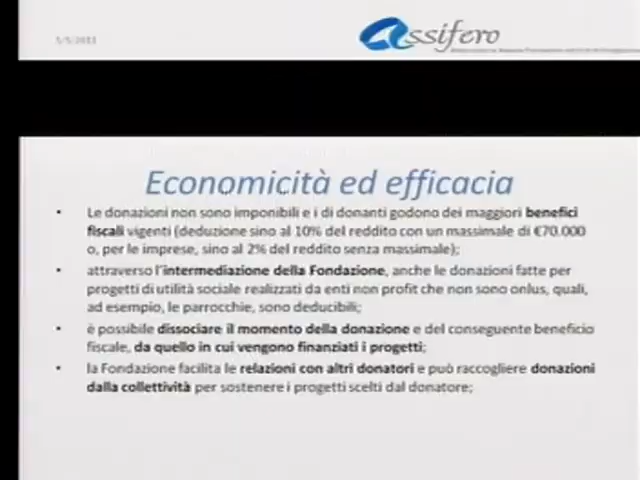 5/5/2011
Assifero
Economicità ed efficacia
• Le donazioni non sono imponibili e i di donanti godono dei maggiori benefici
fiscali vigenti (deduzione sino al 10% del reddito con un massimale di €70.000
o, per le imprese, sino al 2% del reddito senza massimale);
• attraverso l'intermediazione della Fondazione, anche le donazioni fatte per
progetti di utilità sociale realizzati da enti non profit che non sono onlus, quali,
ad esempio, le parrocchie, sono deducibili;
• è possibile dissociare il momento della donazione e del conseguente beneficio
fiscale, da quello in cui vengono finanziati i progetti;
• la Fondazione facilita le relazioni con altri donatori e può raccogliere donazioni
dalla collettività per sostenere i progetti scelti dal donatore;